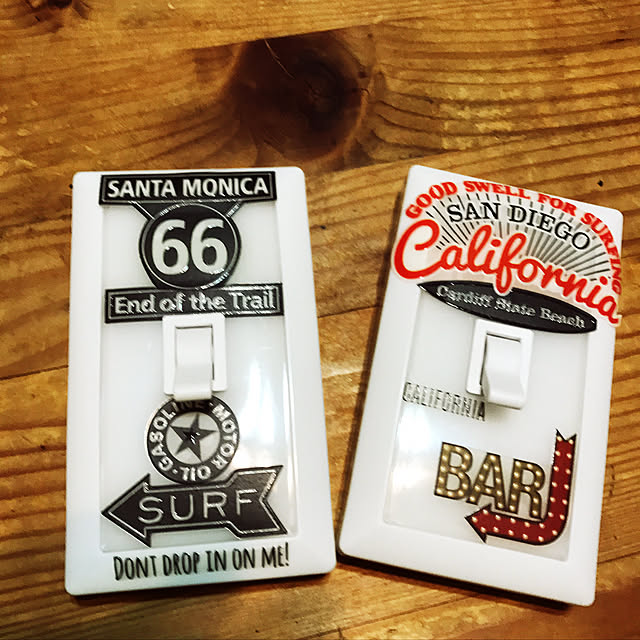 SANTA MONICA
66
End of the Trail
GASOLINE MOTOR OIL
SURF
DONT DROP IN ON ME!
GOOD SWELL FOR SURFING
SAN DIEGO
California
Cardiff State Beach
CALIFORNIA
BAR